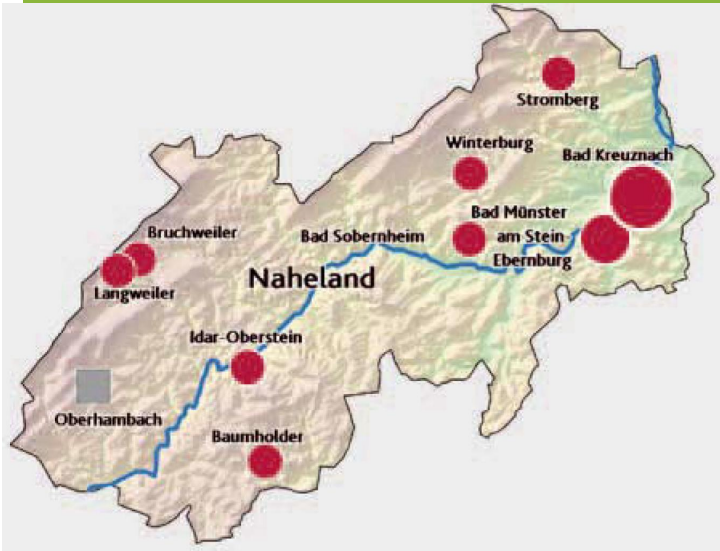 Stromberg
Winterburg
Bad Kreuznach
Bad Münster
am Stein
Ebernburg
Bad Sobernheim
Bruchweiler
Langweiler
Naheland
Idar-Oberstein
Oberhambach
Baumholder